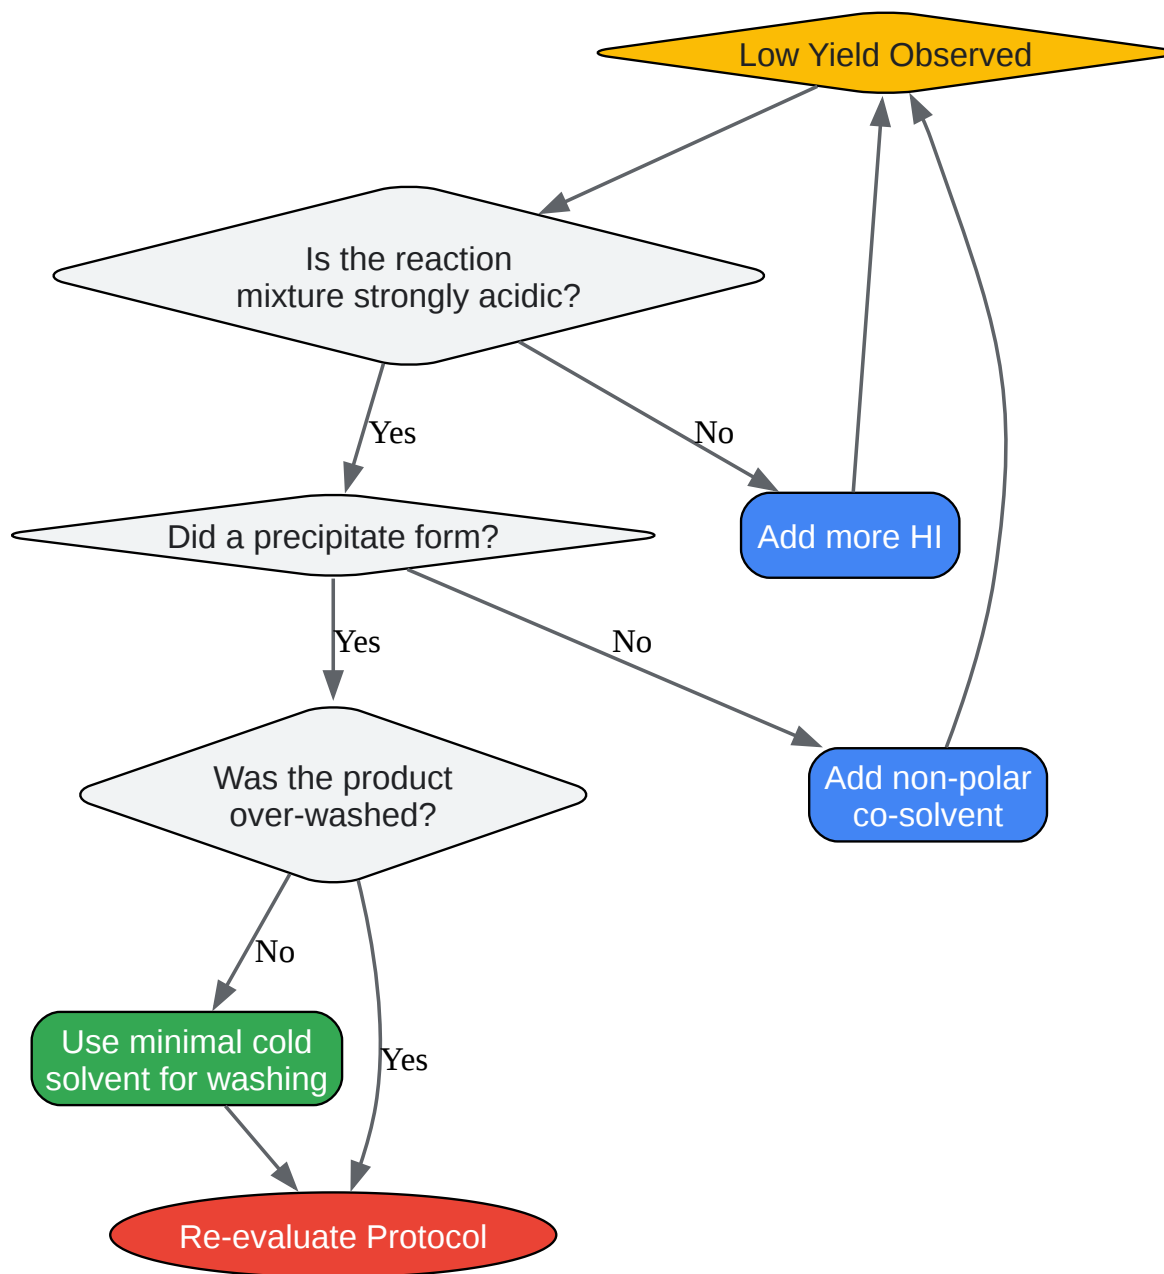 Low Yield Observed
Is the reaction
mixture strongly acidic?
Yes
No
Did a precipitate form?
Add more HI
Yes
No
Was the product
over-washed?
Add non-polar
co-solvent
No
Use minimal cold
solvent for washing
Yes
Re-evaluate Protocol